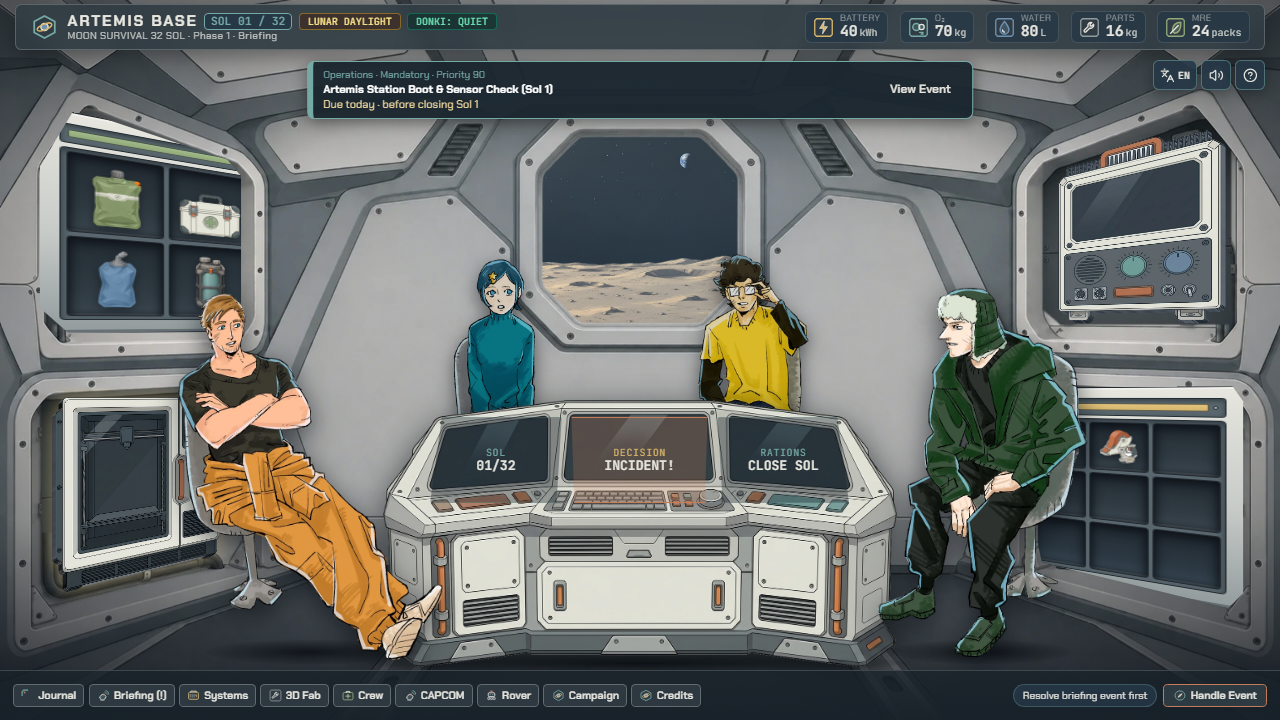 ARTEMIS BASE SOL 01 / 32 LUNAR DAYLIGHT DONKI: QUIET
MOON SURVIVAL 32 SOL · Phase 1 · Briefing
BATTERY
40 kWh
O₂
70 kg
WATER
80 L
PARTS
16 kg
MRE
24 packs
Operations · Mandatory · Priority 90
Artemis Station Boot & Sensor Check (Sol 1)
Due today · before closing Sol 1
View Event
EN
SOL
01/32
DECISION
INCIDENT!
RATIONS
CLOSE SOL
Journal
Briefing (!)
Systems
3D Fab
Crew
CAPCOM
Rover
Campaign
Credits
Resolve briefing event first
Handle Event